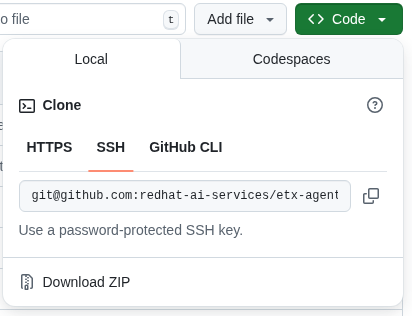 o file t Add file <> Code
Local Codespaces
Clone
HTTPS SSH GitHub CLI
git@github.com:redhat-ai-services/etx-agent
Use a password-protected SSH key.
Download ZIP